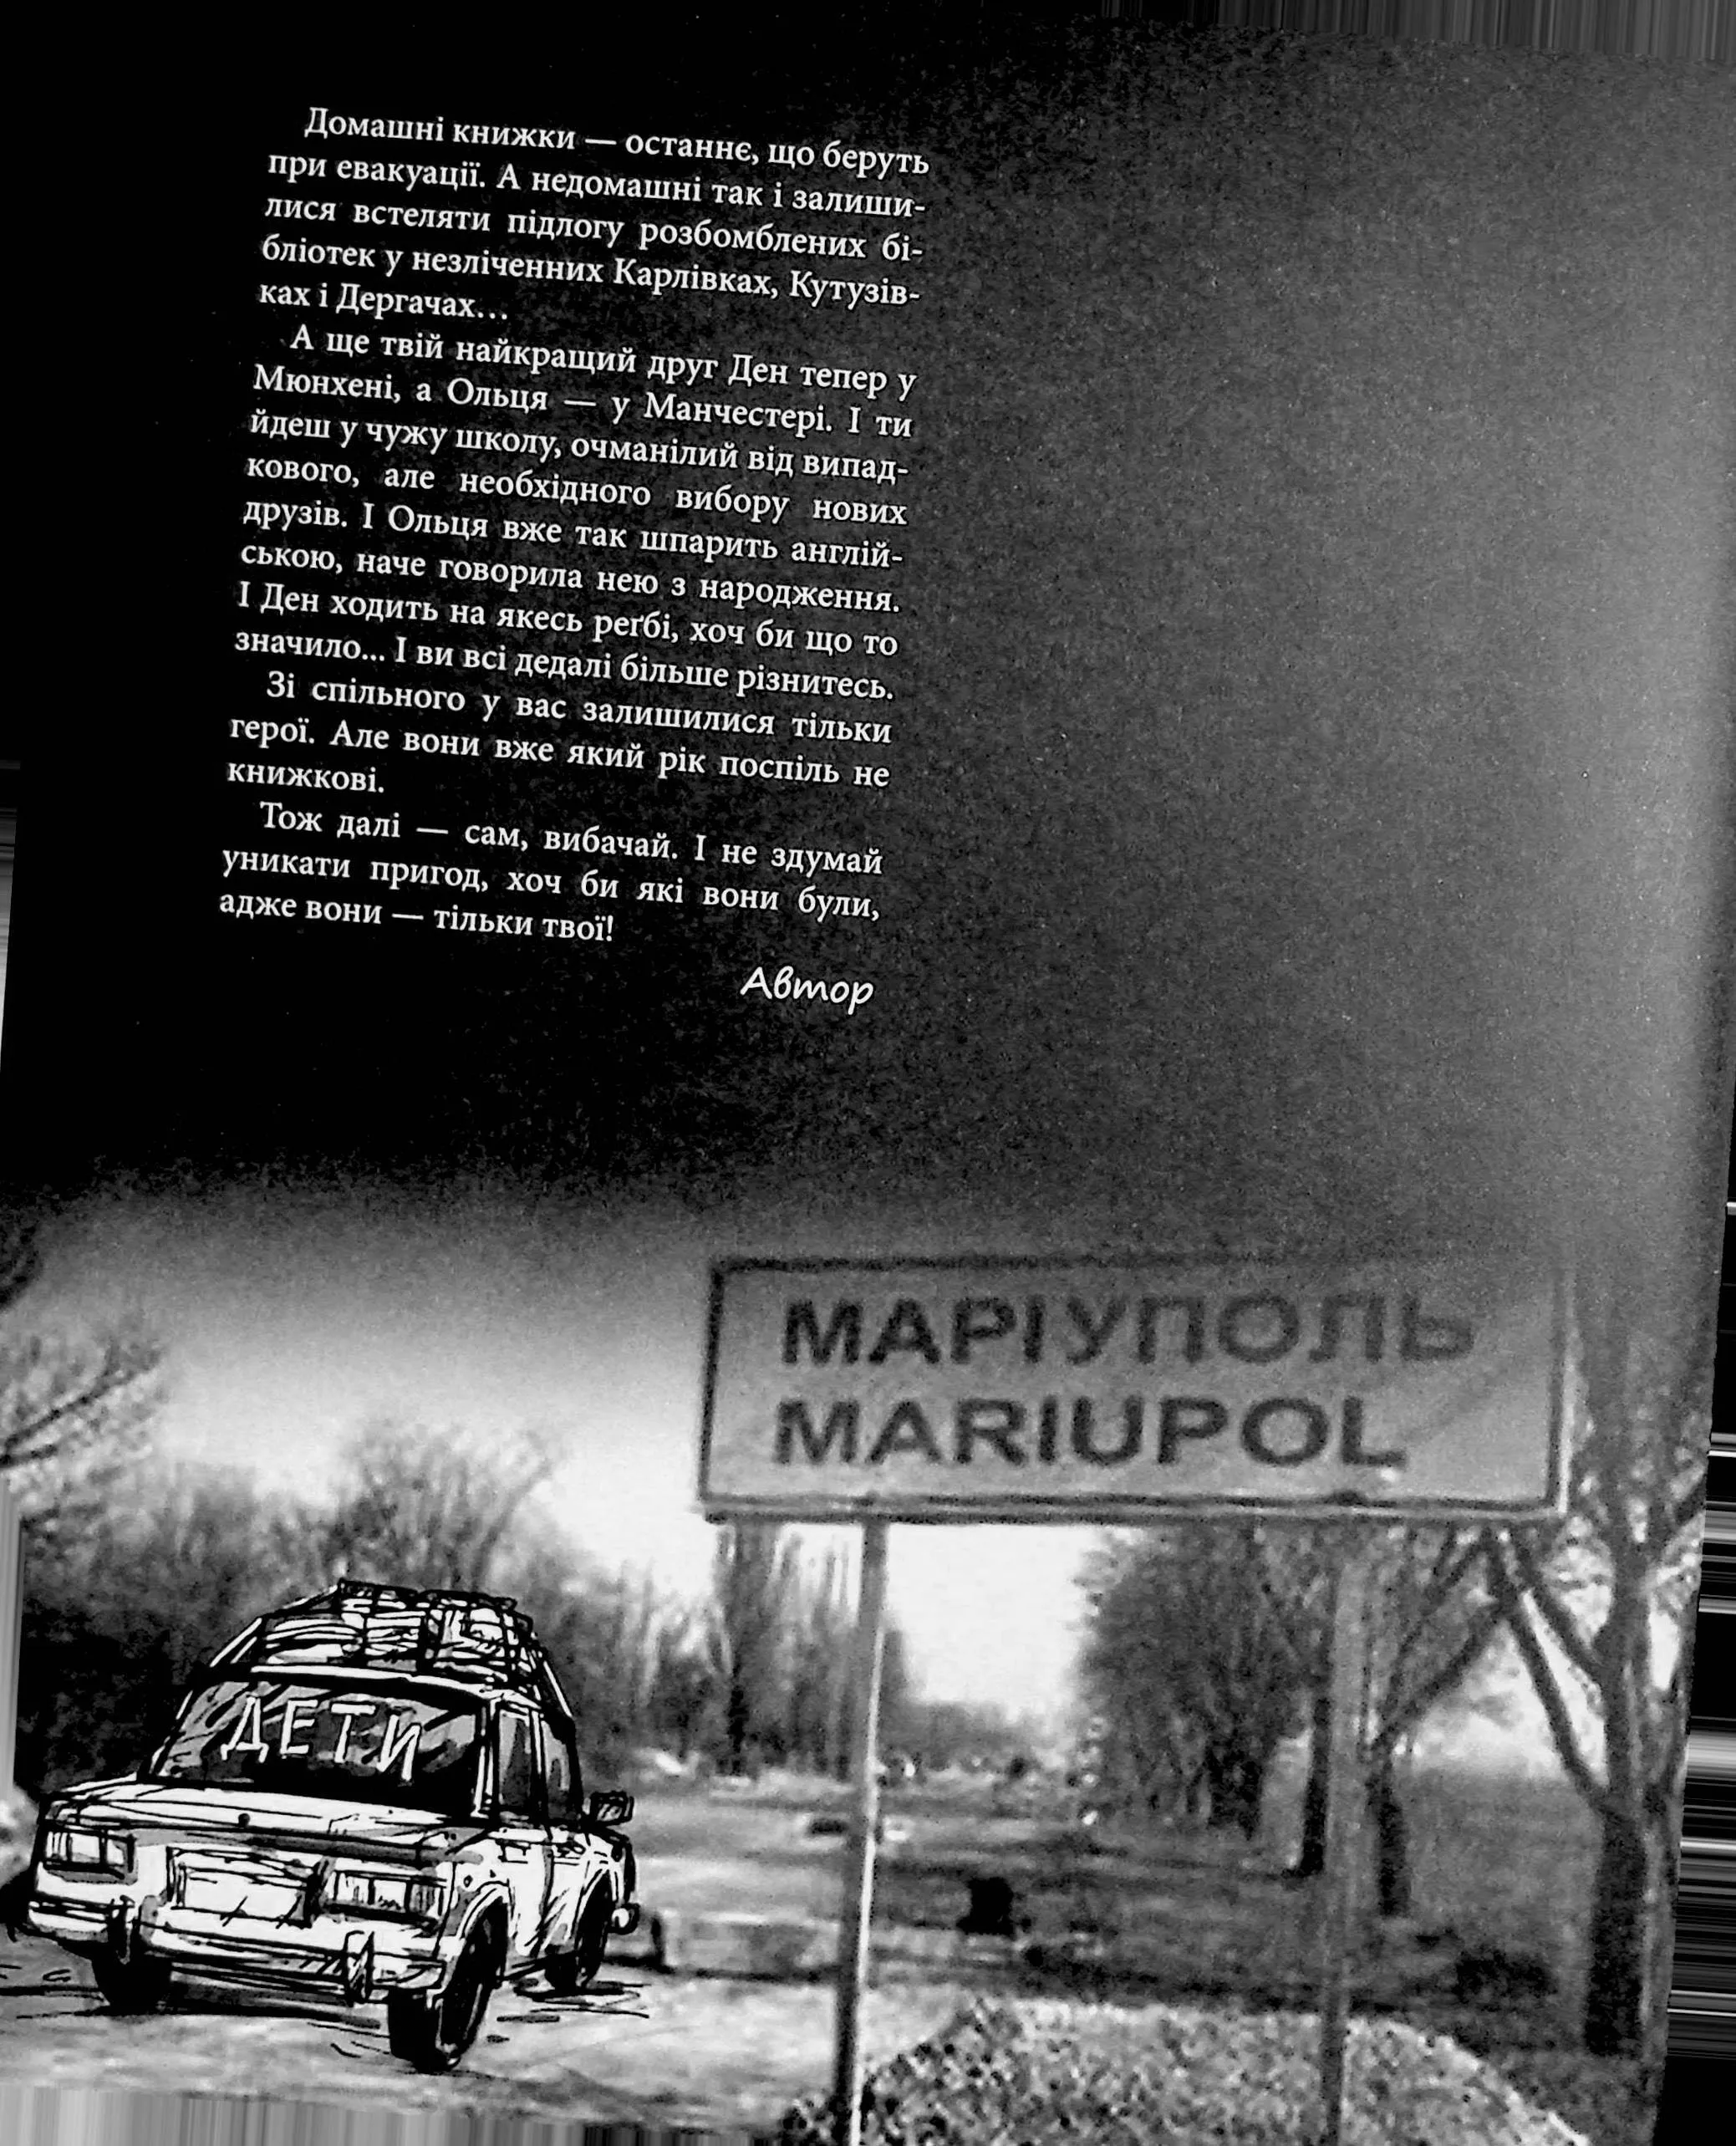 Домашні книжки — останнє, що беруть
при евакуації. А недомашні так і залиши-
лися встеляти підлогу розбомблених бі-
бліотек у незліченних Карлівках, Кутузів-
ках і Дергачах…
А ще твій найкращий друг Ден тепер у
Мюнхені, а Ольця — у Манчестері. І ти
йдеш у чужу школу, очманілий від випад-
кового, але необхідного вибору нових
друзів. І Ольця вже так шпарить англій-
ською, наче говорила нею з народження.
І Ден ходить на якесь реґбі, хоч би що то
значило... І ви всі дедалі більше різнитесь.
Зі спільного у вас залишилися тільки
герої. Але вони вже який рік поспіль не
книжкові.
Тож далі — сам, вибачай. І не здумай
уникати пригод, хоч би які вони були,
адже вони — тільки твої!
Автор
МАРІУПОЛЬ
MARIUPOL
ДЕТИ